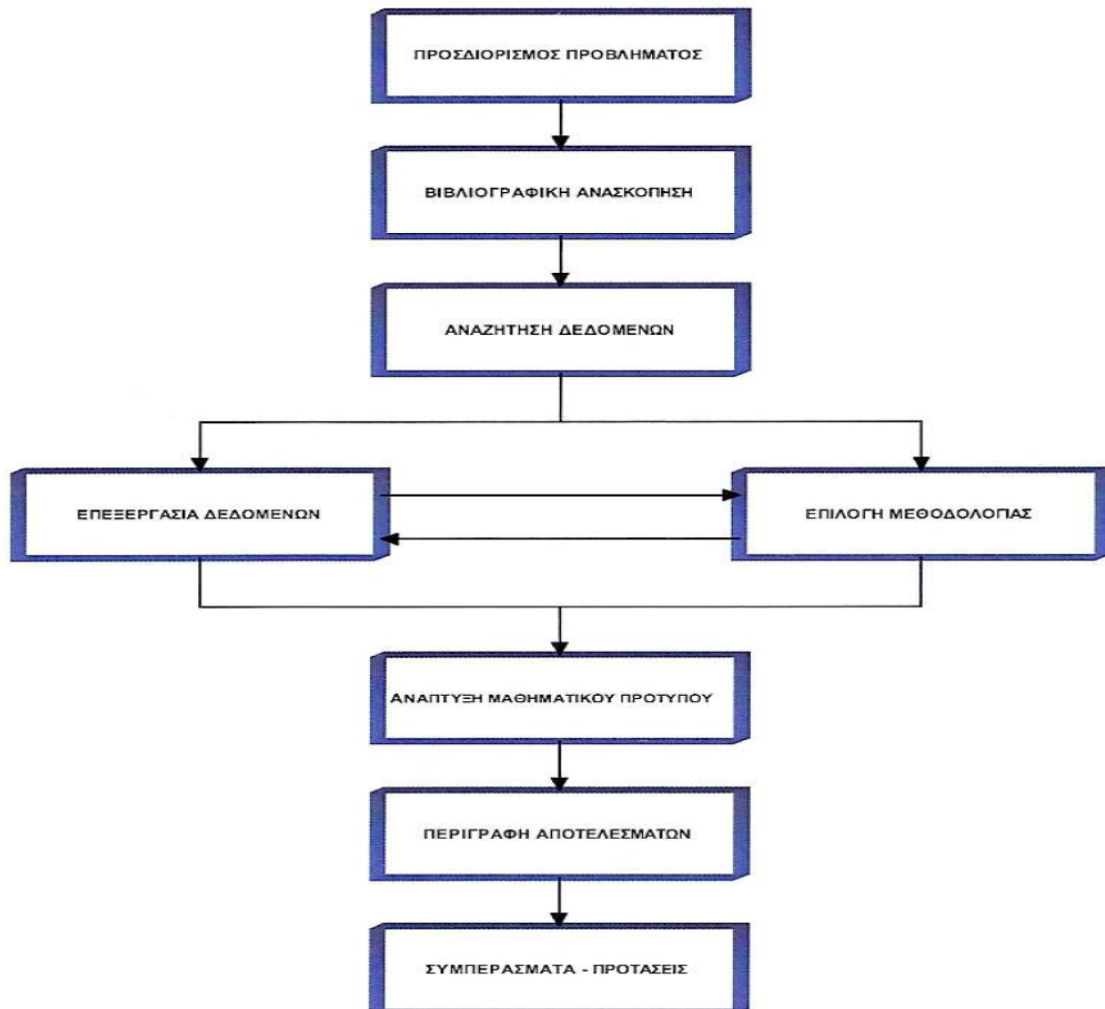 ΠΡΟΣΔΙΟΡΙΣΜΟΣ ΠΡΟΒΛΗΜΑΤΟΣ
ΒΙΒΛΙΟΓΡΑΦΙΚΗ ΑΝΑΣΚΟΠΗΣΗ
ΑΝΑΖΗΤΗΣΗ ΔΕΔΟΜΕΝΩΝ
ΕΠΕΞΕΡΓΑΣΙΑ ΔΕΔΟΜΕΝΩΝ
ΕΠΙΛΟΓΗ ΜΕΘΟΔΟΛΟΓΙΑΣ
ΑΝΑΠΤΥΞΗ ΜΑΘΗΜΑΤΙΚΟΥ ΠΡΟΤΥΠΟΥ
ΠΕΡΙΓΡΑΦΗ ΑΠΟΤΕΛΕΣΜΑΤΩΝ
ΣΥΜΠΕΡΑΣΜΑΤΑ - ΠΡΟΤΑΣΕΙΣ